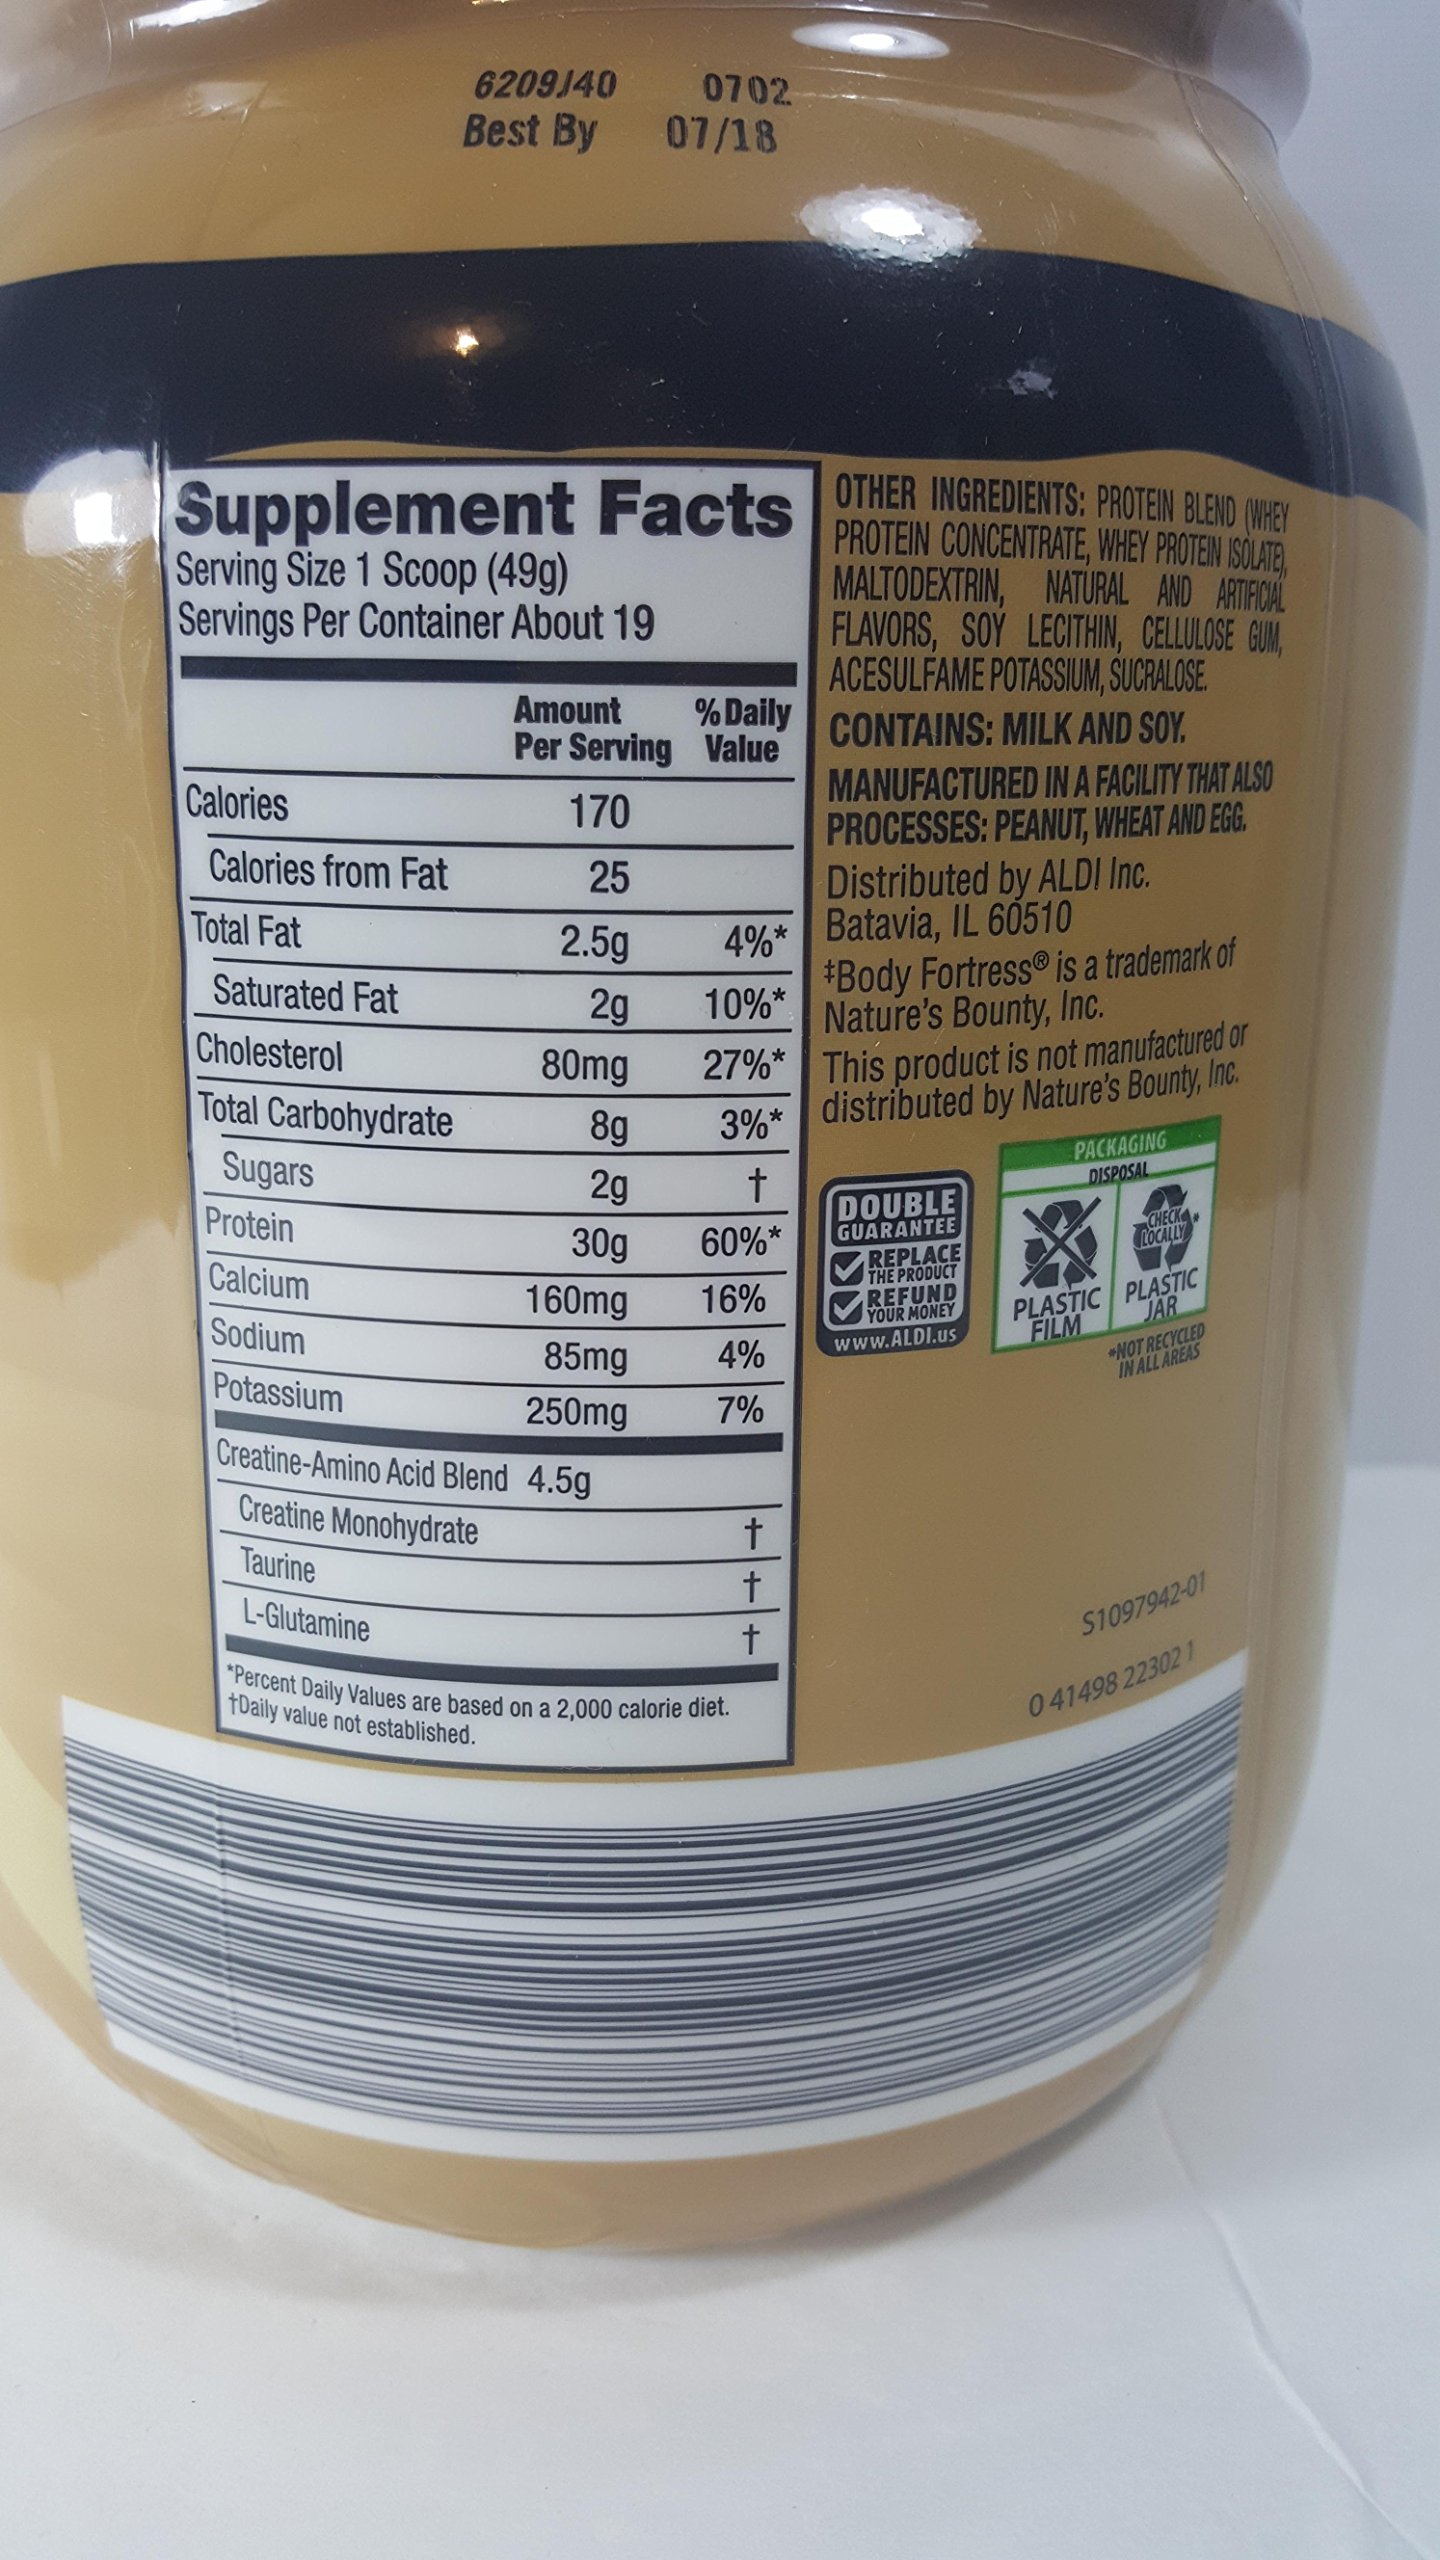 6209J40 0702
Best By 07/18
Supplement Facts
Serving Size 1 Scoop (49g)
Servings Per Container About 19
Amount Per Serving % Daily Value
Calories 170
Calories from Fat 25
Total Fat 2.5g 4%*
Saturated Fat 2g 10%*
Cholesterol 80mg 27%*
Total Carbohydrate 8g 3%*
Sugars 2g †
Protein 30g 60%*
Calcium 160mg 16%
Sodium 85mg 4%
Potassium 250mg 7%
Creatine-Amino Acid Blend 4.5g
Creatine Monohydrate †
Taurine †
L-Glutamine †
*Percent Daily Values are based on a 2,000 calorie diet.
†Daily value not established.
OTHER INGREDIENTS: PROTEIN BLEND (WHEY
PROTEIN CONCENTRATE, WHEY PROTEIN ISOLATE),
MALTODEXTRIN, NATURAL AND ARTIFICIAL
FLAVORS, SOY LECITHIN, CELLULOSE GUM,
ACESULFAME POTASSIUM, SUCRALOSE.
CONTAINS: MILK AND SOY.
MANUFACTURED IN A FACILITY THAT ALSO
PROCESSES: PEANUT, WHEAT AND EGG.
Distributed by ALDI Inc.
Batavia, IL 60510
‡Body Fortress® is a trademark of
Nature's Bounty, Inc.
This product is not manufactured or
distributed by Nature's Bounty, Inc.
DOUBLE
GUARANTEE
REPLACE
THE PRODUCT
REFUND
YOUR MONEY
www.ALDI.us
PACKAGING
DISPOSAL
PLASTIC
FILM
CHECK
LOCALLY*
PLASTIC
JAR
*NOT RECYCLED
IN ALL AREAS
S1097942-01
0 41498 22302 1